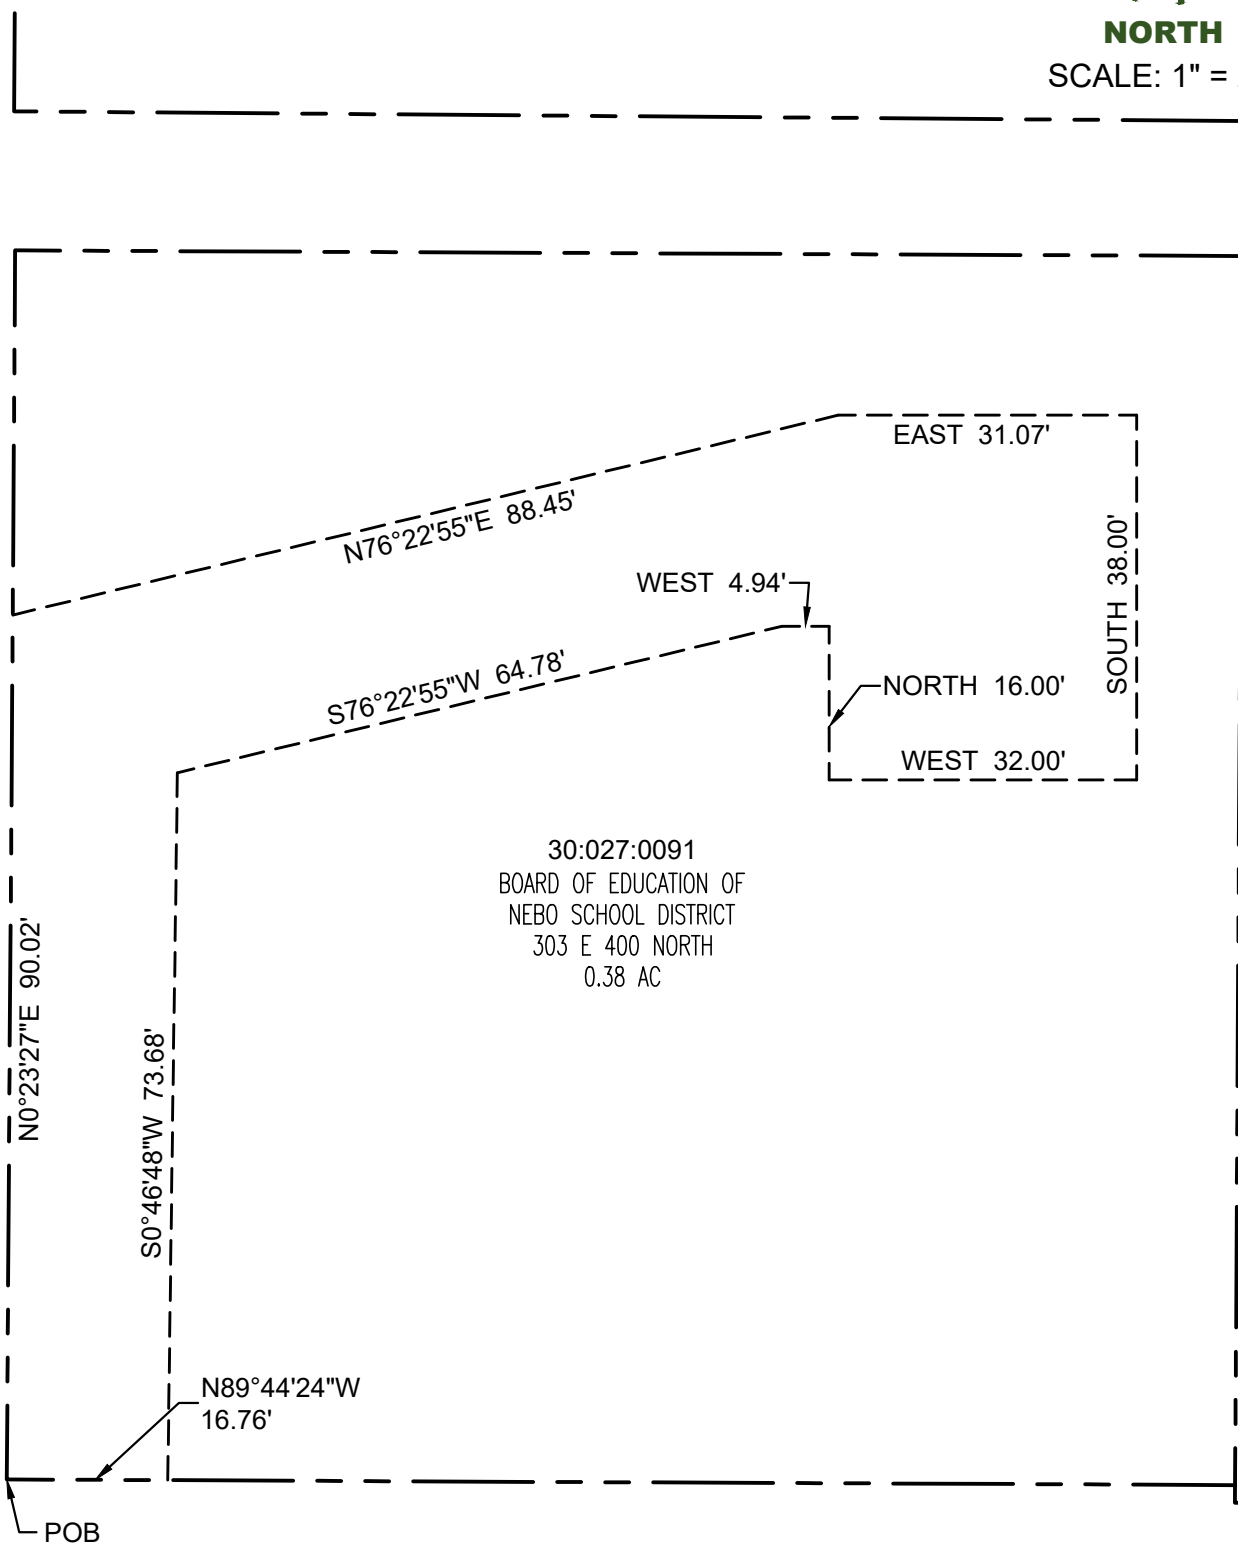 NORTH
SCALE: 1" =
EAST 31.07'
N76°22'55"E 88.45'
SOUTH 38.00'
WEST 4.94'
S76°22'55"W 64.78'
NORTH 16.00'
WEST 32.00'
30:027:0091
BOARD OF EDUCATION OF
NEBO SCHOOL DISTRICT
303 E 400 NORTH
0.38 AC
N0°23'27"E 90.02'
S0°46'48"W 73.68'
N89°44'24"W
16.76'
POB